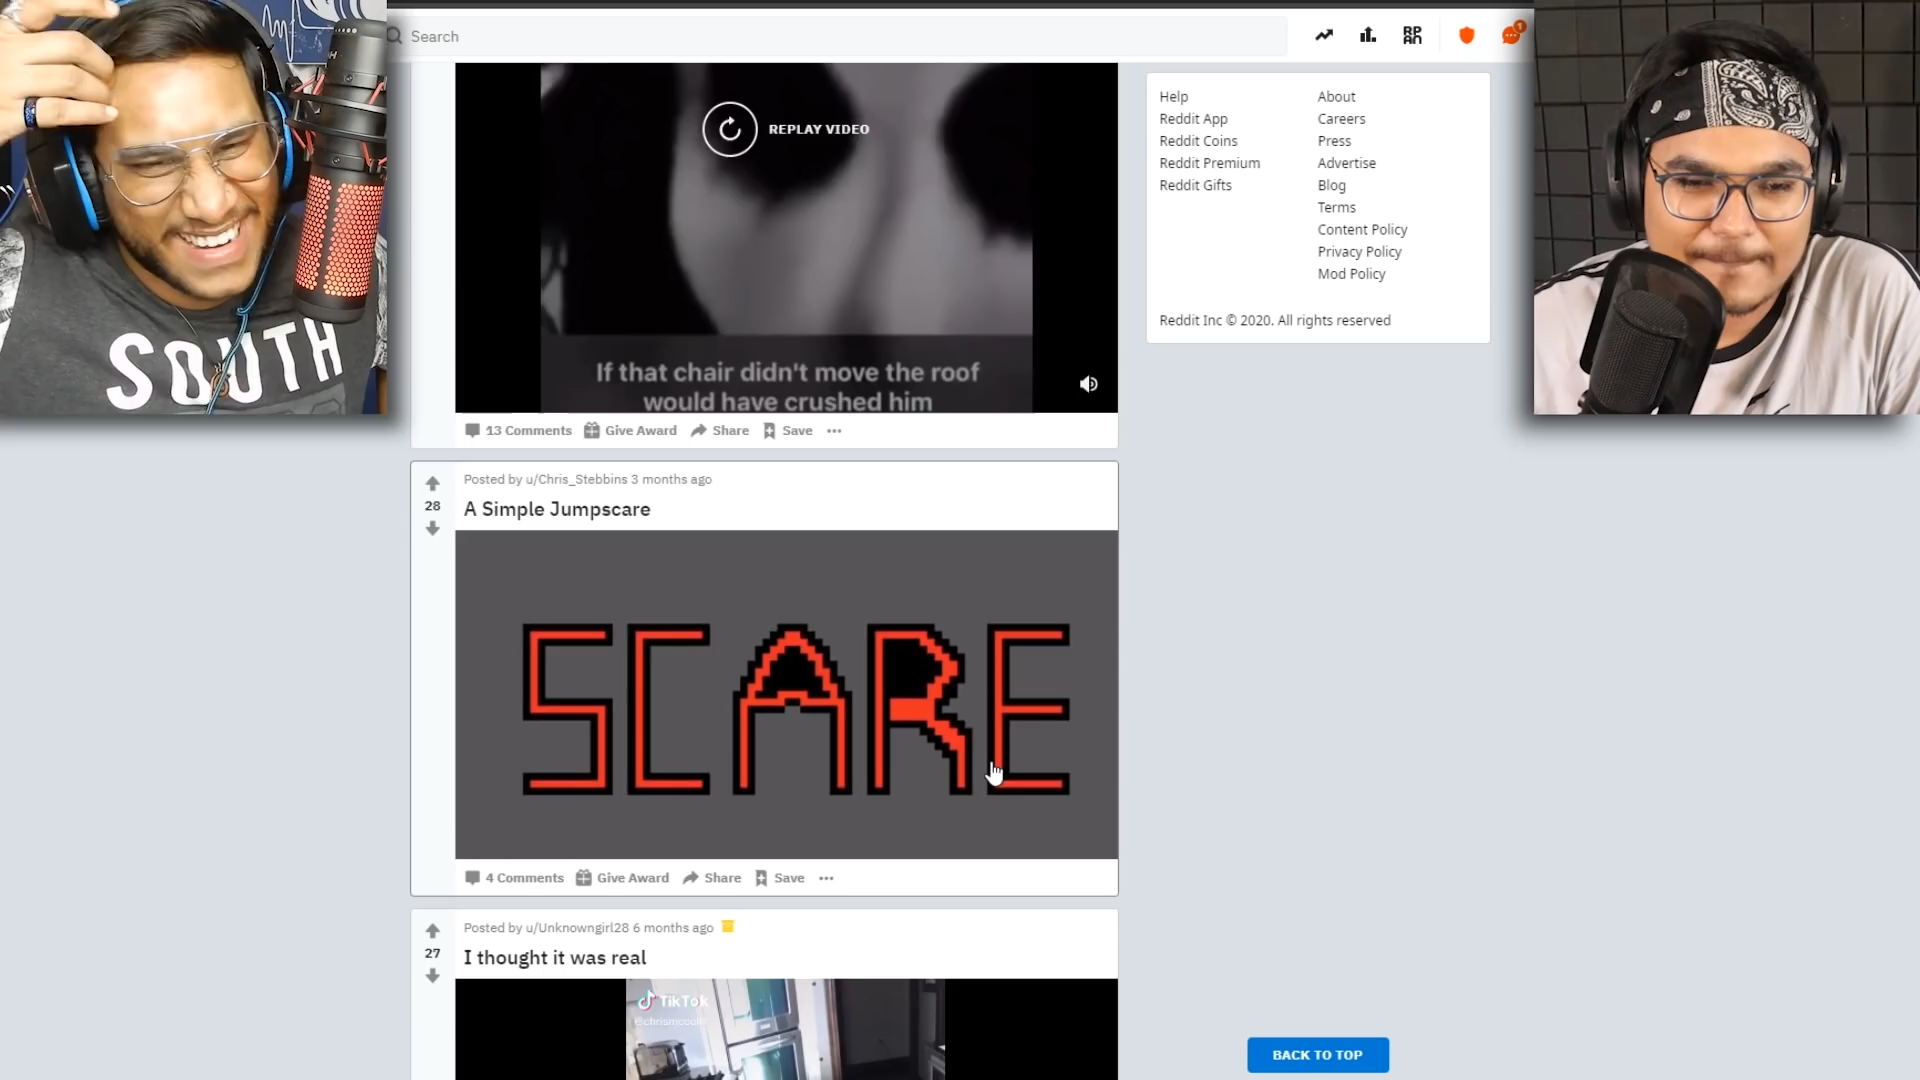 Search
RPAN
1
REPLAY VIDEO
If that chair didn't move the roof
would have crushed him
13 Comments Give Award Share Save
Help
Reddit App
Reddit Coins
Reddit Premium
Reddit Gifts
About
Careers
Press
Advertise
Blog
Terms
Content Policy
Privacy Policy
Mod Policy
Reddit Inc © 2020. All rights reserved
SOUTH
28
Posted by u/Chris_Stebbins 3 months ago
A Simple Jumpscare
SCARE
4 Comments Give Award Share Save
27
Posted by u/Unknowngirl28 6 months ago
I thought it was real
TikTok
BACK TO TOP